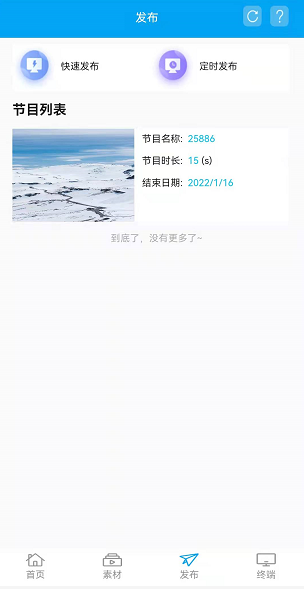 发布
快速发布 定时发布
节目列表
节目名称: 25886
节目时长: 15 (s)
结束日期: 2022/1/16
到底了，没有更多了~
首页 素材 发布 终端